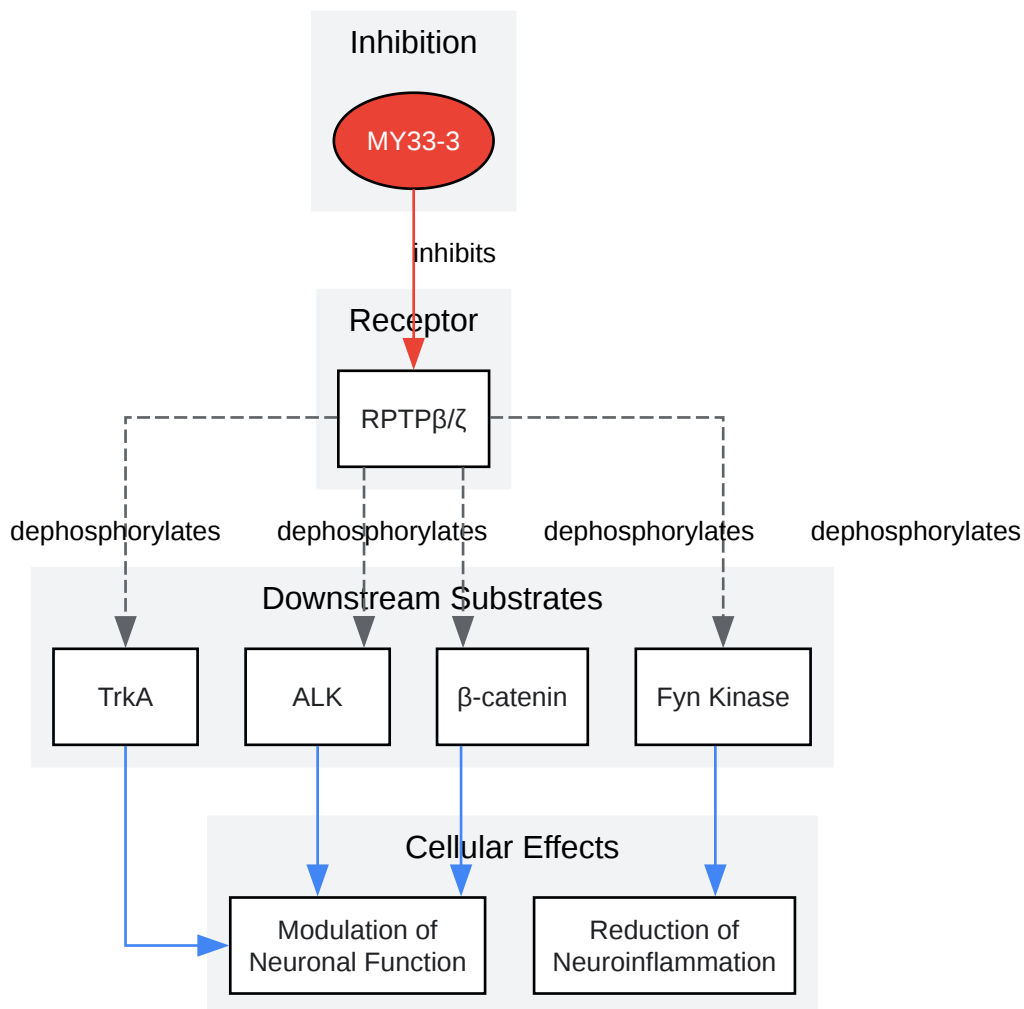 Inhibition
MY33-3
inhibits
Receptor
RPTPβ/ζ
dephosphorylates
dephosphorylates
dephosphorylates
dephosphorylates
Downstream Substrates
TrkA
ALK
β-catenin
Fyn Kinase
Cellular Effects
Modulation of
Neuronal Function
Reduction of
Neuroinflammation